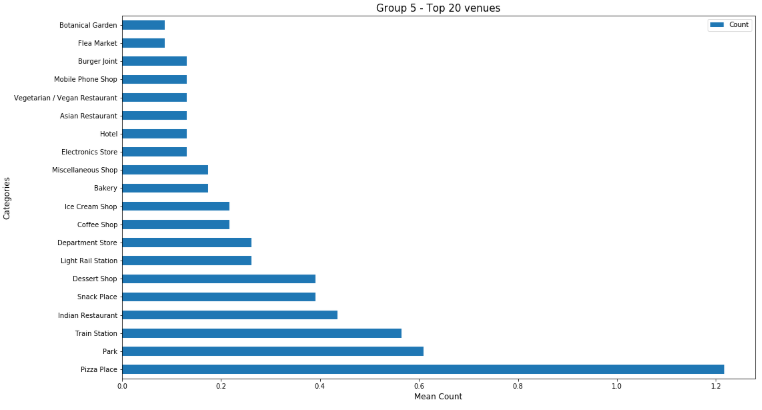 Group 5 - Top 20 venues
Count
Categories
Botanical Garden
Flea Market
Burger Joint
Mobile Phone Shop
Vegetarian / Vegan Restaurant
Asian Restaurant
Hotel
Electronics Store
Miscellaneous Shop
Bakery
Ice Cream Shop
Coffee Shop
Department Store
Light Rail Station
Dessert Shop
Snack Place
Indian Restaurant
Train Station
Park
Pizza Place
0.0 0.2 0.4 0.6 0.8 1.0 1.2
Mean Count